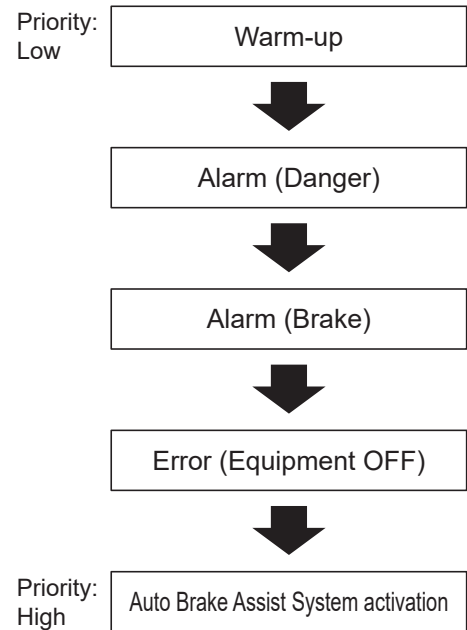 Priority:
Low
Warm-up
Alarm (Danger)
Alarm (Brake)
Error (Equipment OFF)
Priority:
High
Auto Brake Assist System activation